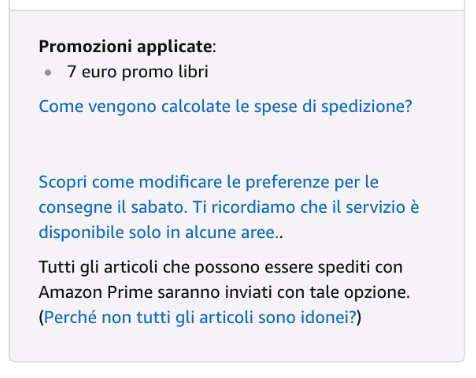 Promozioni applicate:
• 7 euro promo libri
Come vengono calcolate le spese di spedizione?
Scopri come modificare le preferenze per le
consegne il sabato. Ti ricordiamo che il servizio è
disponibile solo in alcune aree..
Tutti gli articoli che possono essere spediti con
Amazon Prime saranno inviati con tale opzione.
(Perché non tutti gli articoli sono idonei?)